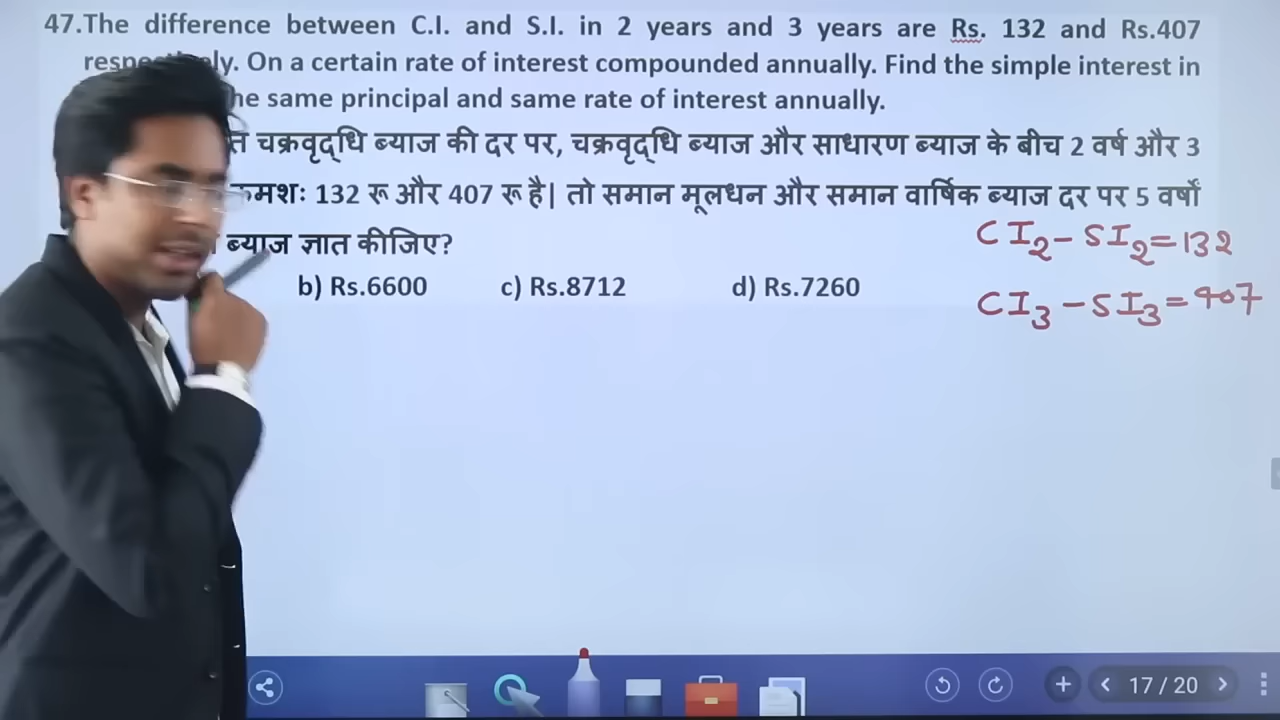 47.The difference between C.I. and S.I. in 2 years and 3 years are Rs. 132 and Rs.407
On a certain rate of interest compounded annually. Find the simple interest in
same principal and same rate of interest annually.
चक्रवृद्धि ब्याज की दर पर, चक्रवृद्धि ब्याज और साधारण ब्याज के बीच 2 वर्ष और 3
132 रू और 407 रू है| तो समान मूलधन और समान वार्षिक ब्याज दर पर 5 वर्षों
ब्याज ज्ञात कीजिए?
CI₂ - SI₂ = 132
b) Rs.6600 c) Rs.8712 d) Rs.7260
CI₃ - SI₃ = 407
17 / 20